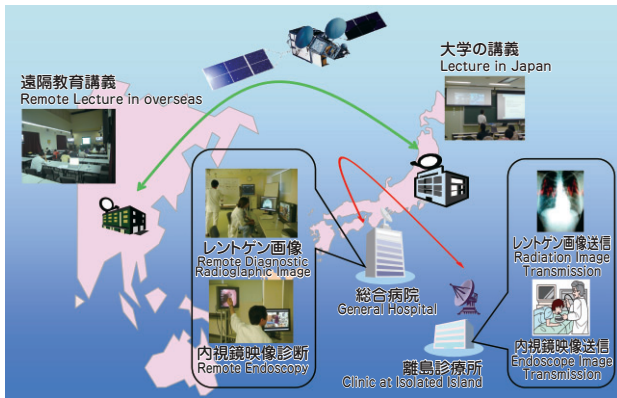 遠隔教育講義
Remote Lecture in overseas
大学の講義
Lecture in Japan
レントゲン画像
Remote Diagnostic
Radioglaphic Image
内視鏡映像診断
Remote Endoscopy
総合病院
General Hospital
離島診療所
Clinic at Isolated Island
レントゲン画像送信
Radiation Image
Transmission
内視鏡映像送信
Endoscope Image
Transmission